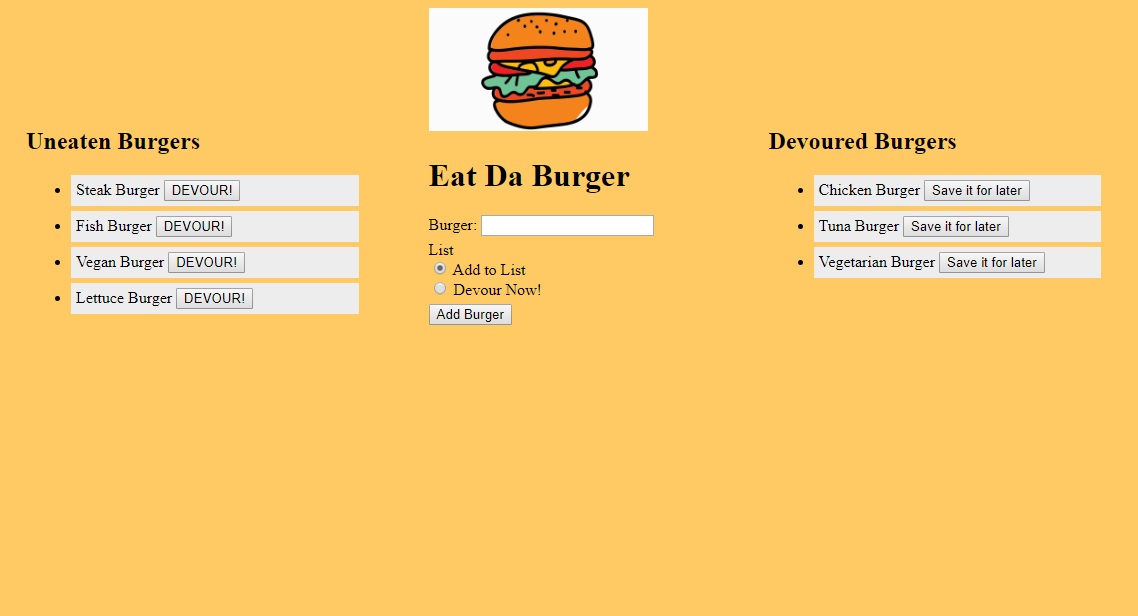 Uneaten Burgers
Steak Burger DEVOUR!
Fish Burger DEVOUR!
Vegan Burger DEVOUR!
Lettuce Burger DEVOUR!
Eat Da Burger
Burger:
List
Add to List
Devour Now!
Add Burger
Devoured Burgers
Chicken Burger Save it for later
Tuna Burger Save it for later
Vegetarian Burger Save it for later